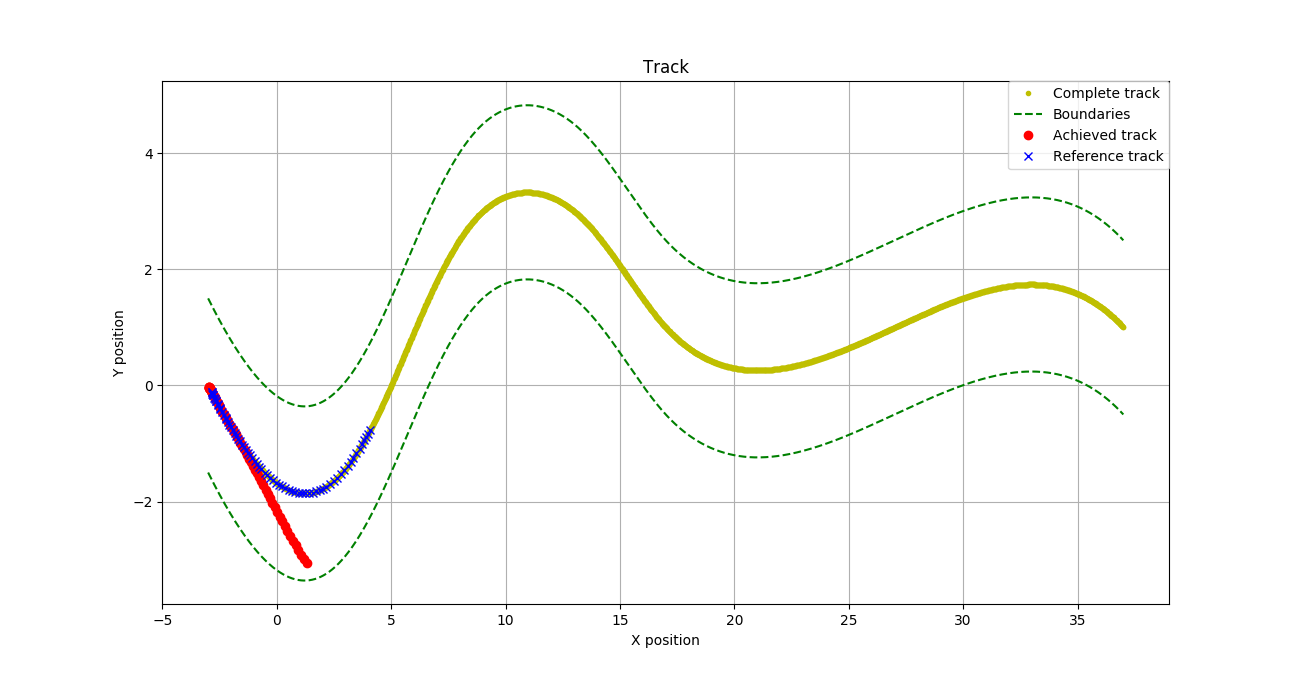 Track
Complete track
Boundaries
Achieved track
Reference track
Y position
4
2
0
−2
−5
0
5
10
15
20
25
30
35
X position